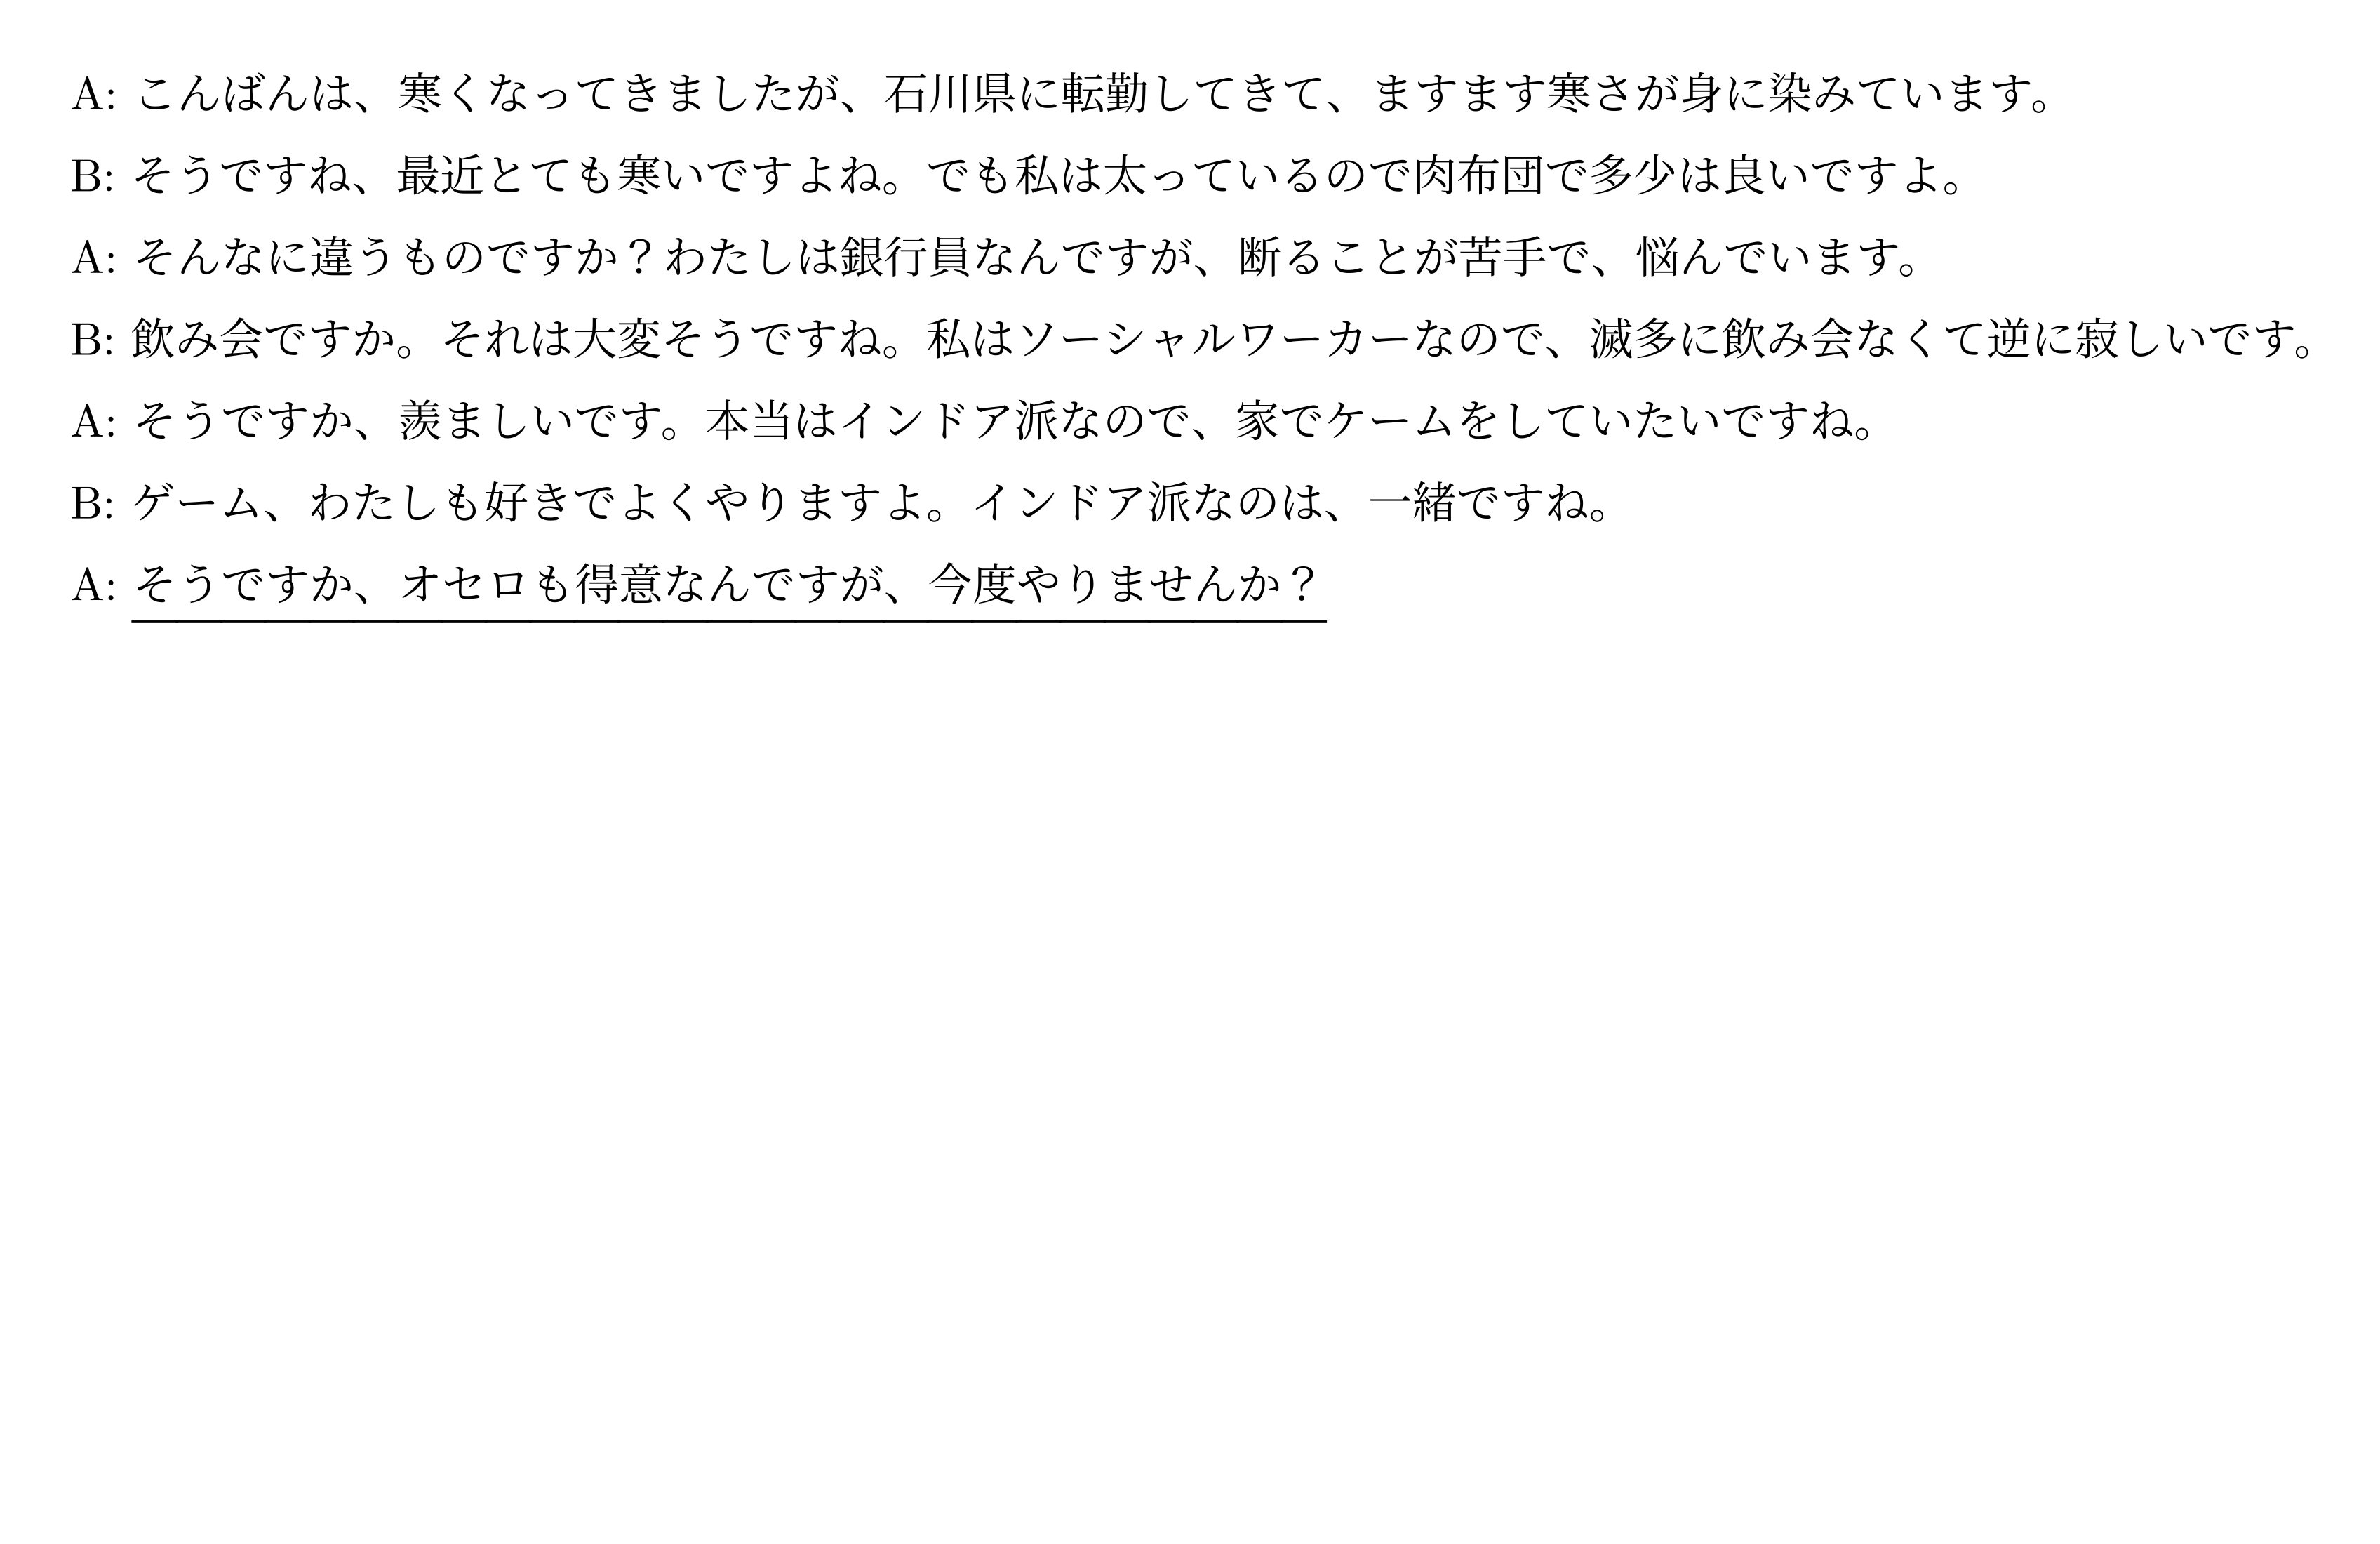 A: こんばんは、寒くなってきましたが、石川県に転勤してきて、ますます寒さが身に染みています。
B: そうですね、最近とても寒いですよね。でも私は太っているので肉布団で多少は良いですよ。
A: そんなに違うものですか？わたしは銀行員なんですが、断ることが苦手で、悩んでいます。
B: 飲み会ですか。それは大変そうですね。私はソーシャルワーカーなので、滅多に飲み会なくて逆に寂しいです。
A: そうですか、羨ましいです。本当はインドア派なので、家でケームをしていたいですね。
B: ゲーム、わたしも好きでよくやりますよ。インドア派なのは、一緒ですね。
A: そうですか、オセロも得意なんですが、今度やりませんか？